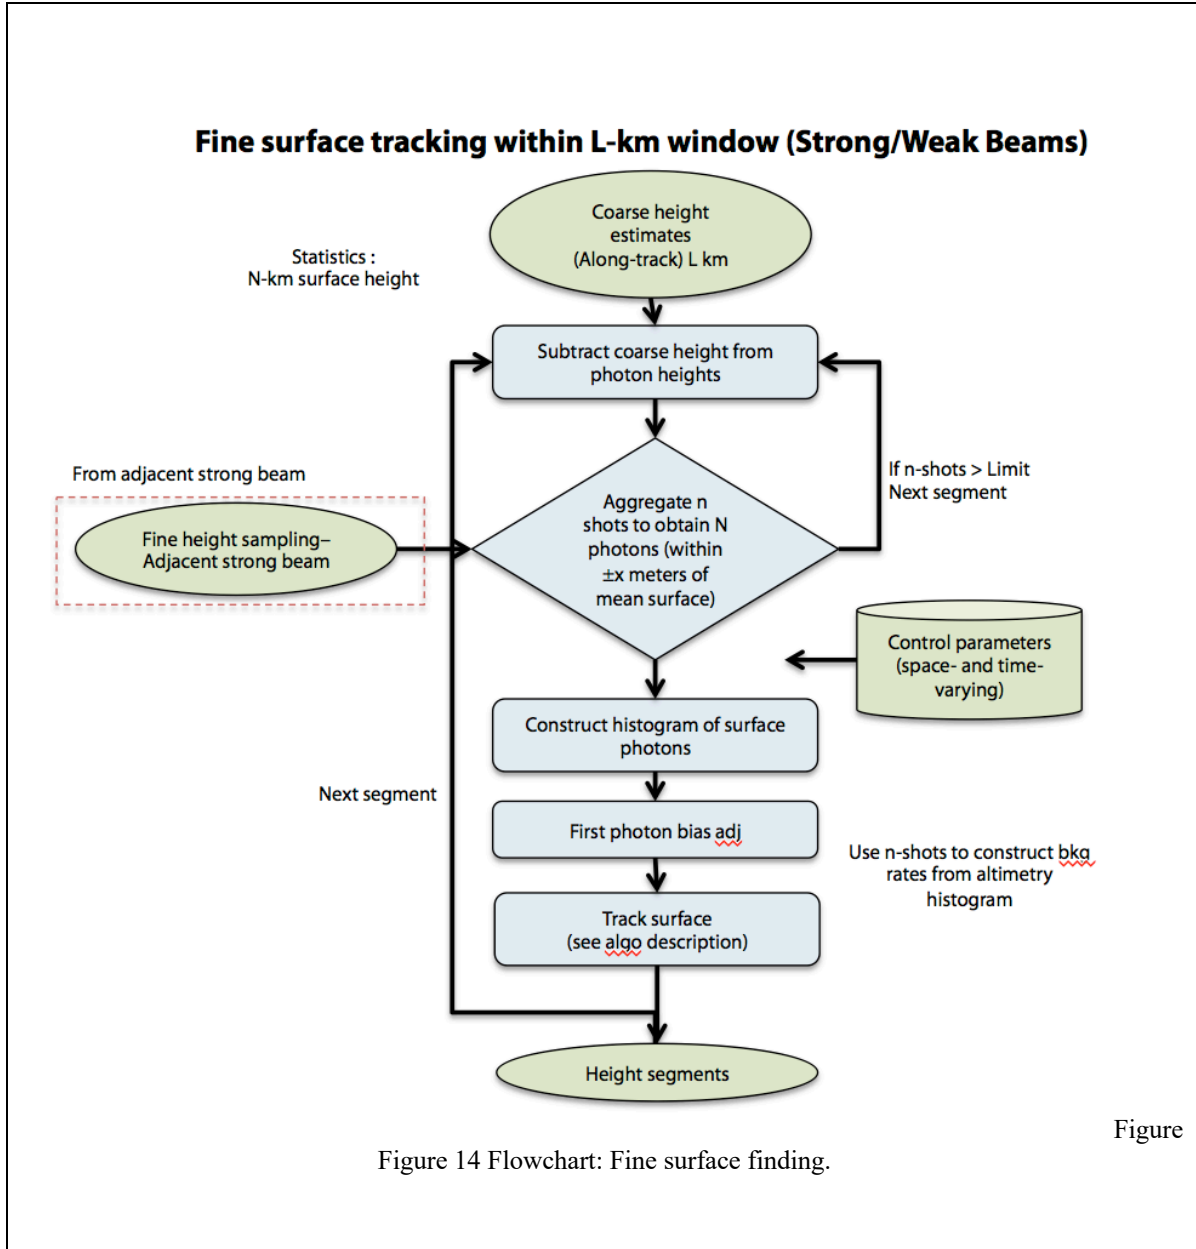 Fine surface tracking within L-km window (Strong/Weak Beams)
Coarse height
estimates
(Along-track) L km
Statistics :
N-km surface height
Subtract coarse height from
photon heights
From adjacent strong beam
If n-shots > Limit
Next segment
Aggregate n
shots to obtain N
photons (within
±x meters of
mean surface)
Fine height sampling–
Adjacent strong beam
Control parameters
(space- and time-
varying)
Construct histogram of surface
photons
Next segment
First photon bias adj
Use n-shots to construct bkg
rates from altimetry
histogram
Track surface
(see algo description)
Height segments
Figure
Figure 14 Flowchart: Fine surface finding.